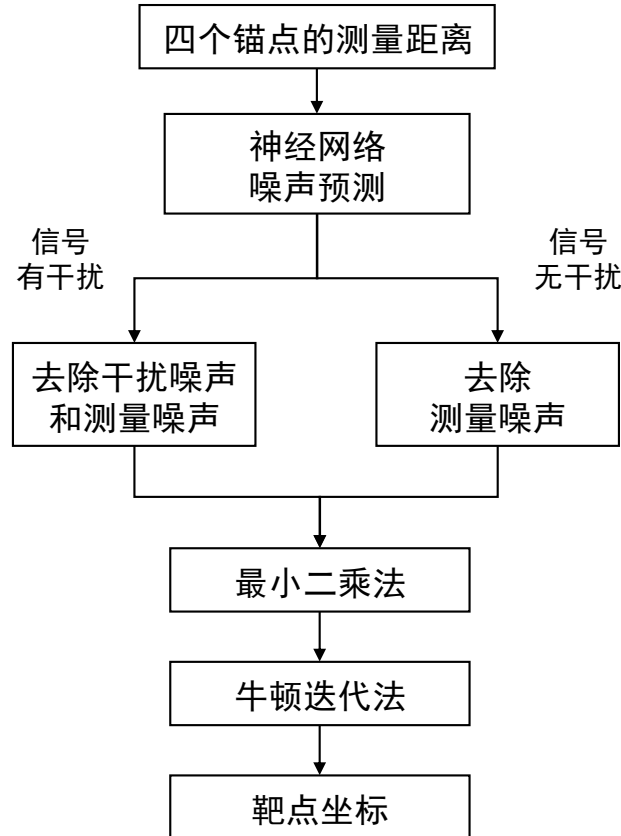 四个锚点的测量距离
神经网络
噪声预测
信号
有干扰
信号
无干扰
去除干扰噪声
和测量噪声
去除
测量噪声
最小二乘法
牛顿迭代法
靶点坐标